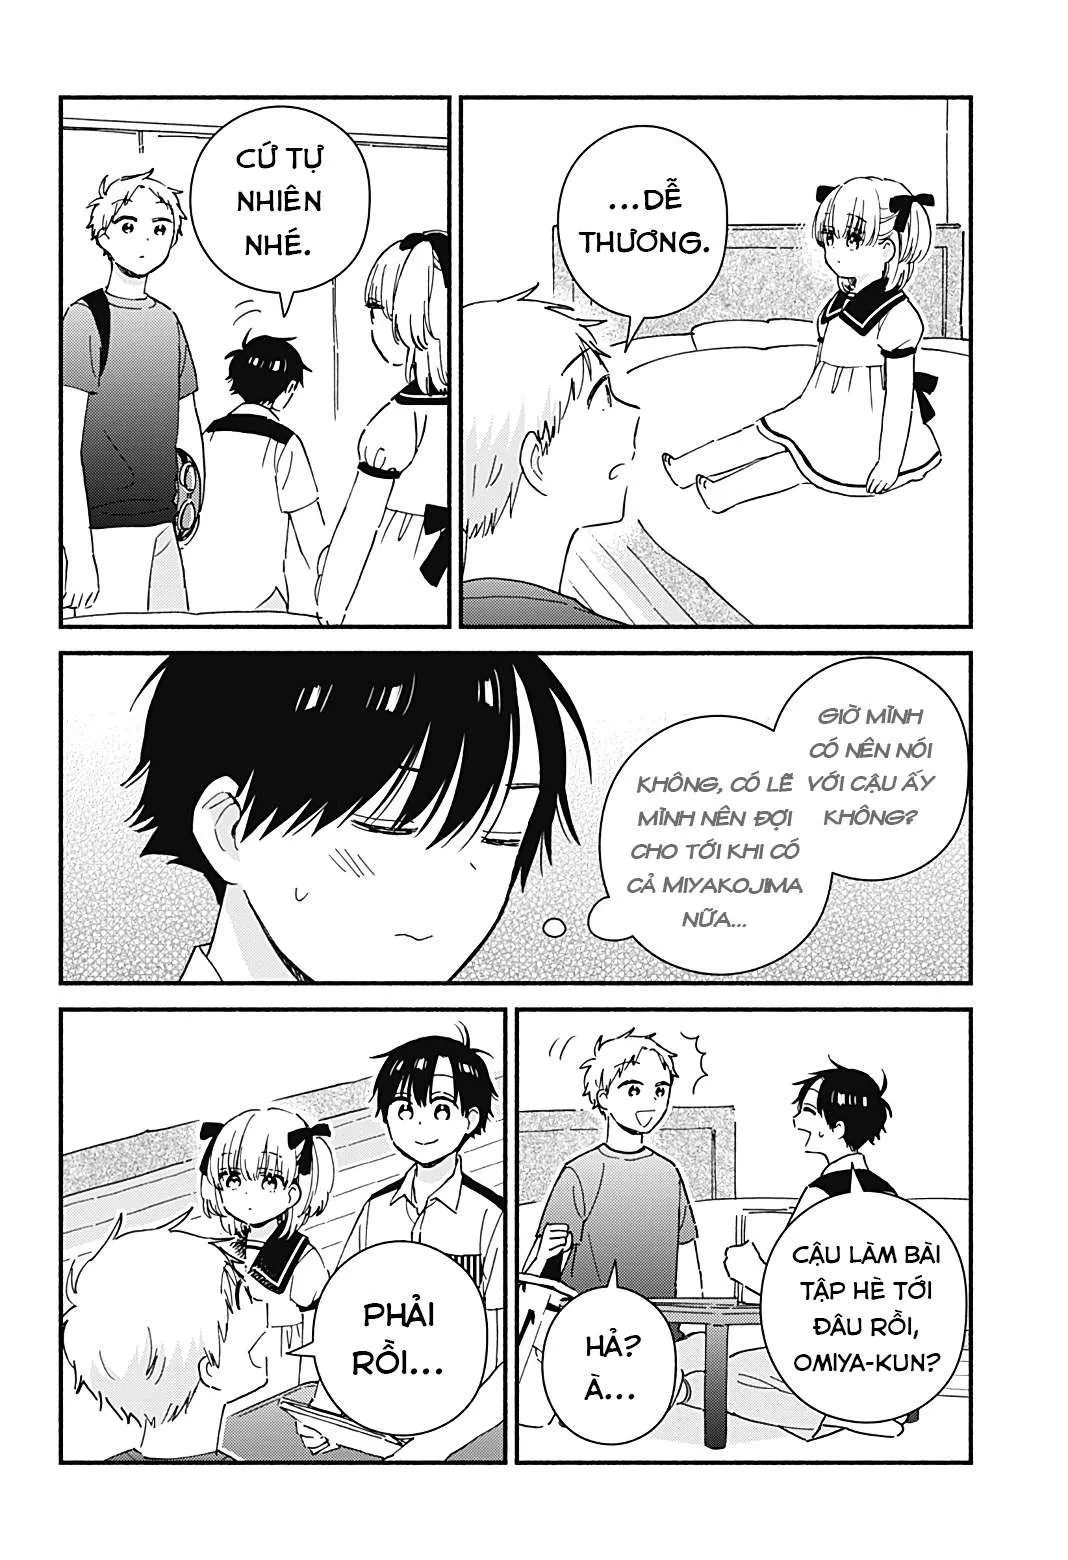 ...DỄ
THƯƠNG.
CỨ TỰ
NHIÊN
NHÉ.
GIỜ MÌNH
CÓ NÊN NÓI
VỚI CẬU ẤY
KHÔNG?
KHÔNG, CÓ LẼ
MÌNH NÊN ĐỢI
CHO TỚI KHI CÓ
CẢ MIYAKOJIMA
NỮA...
CẬU LÀM BÀI
TẬP HÈ TỚI
ĐÂU RỒI,
OMIYA-KUN?
HẢ?
À...
PHẢI
RỒI...